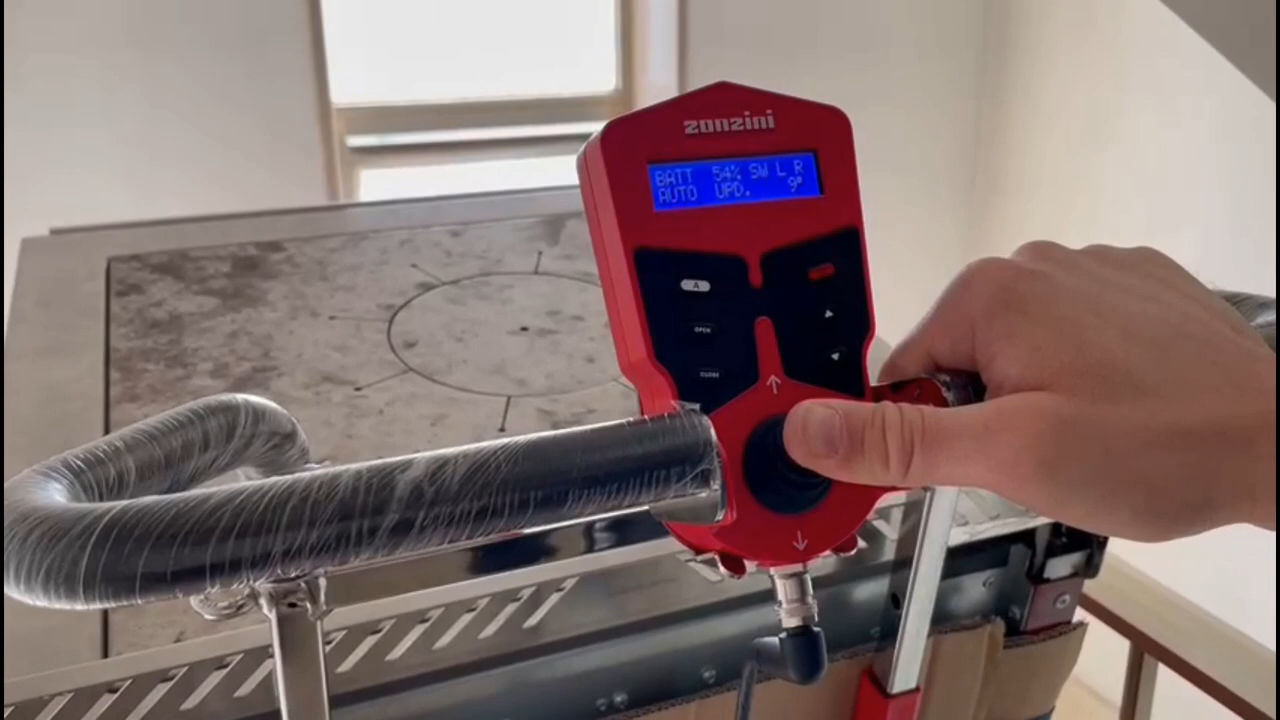 zonzini
BATT 54% SW L R
AUTO UPD. 9°
A
OPEN
CLOSE